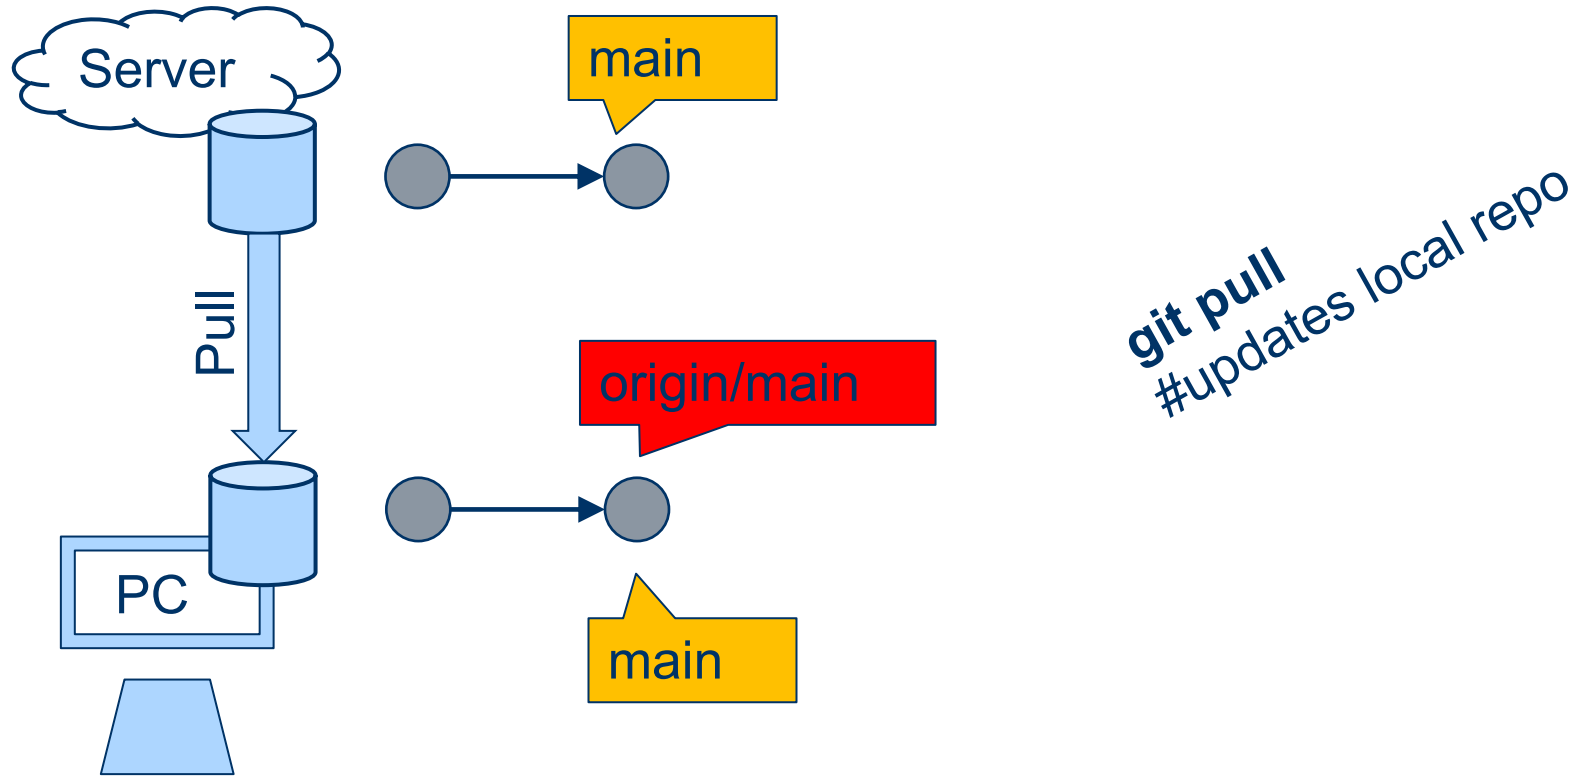 Server
main
Pull
git pull
#updates local repo
origin/main
PC
main